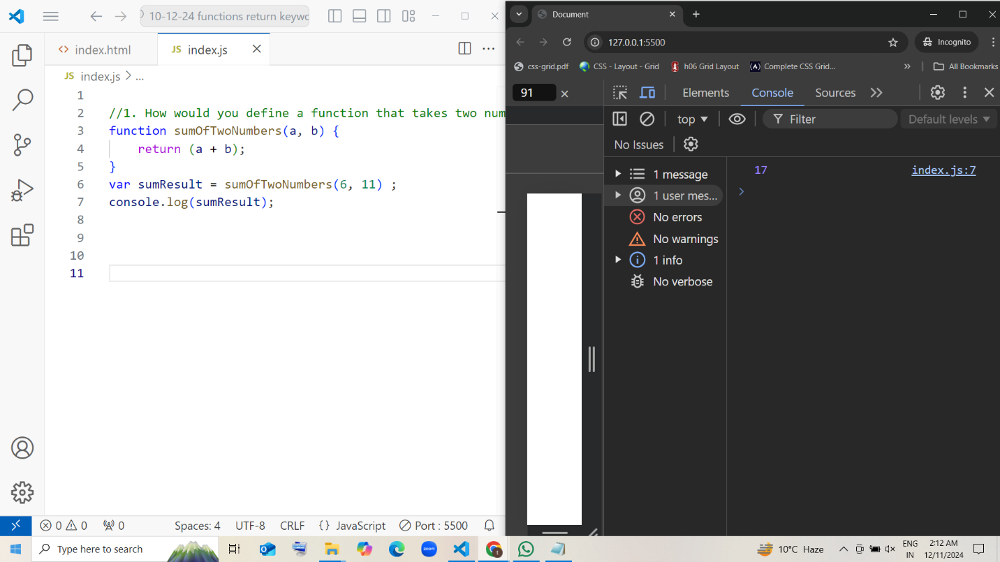 10-12-24 functions return keywo
index.html
JS index.js
JS index.js > ...
1
2 //1. How would you define a function that takes two num
3 function sumOfTwoNumbers(a, b) {
4 return (a + b);
5 }
6 var sumResult = sumOfTwoNumbers(6, 11) ;
7 console.log(sumResult);
8
9
10
11
0 0 0 Spaces: 4 UTF-8 CRLF {} JavaScript Port : 5500
Document
127.0.0.1:5500 Incognito
css-grid.pdf CSS - Layout - Grid h06 Grid Layout Complete CSS Grid... All Bookmarks
91 Elements Console Sources
top Filter Default levels
No Issues
1 message
1 user mes...
No errors
No warnings
1 info
No verbose
17 index.js:7
Type here to search zoom 10°C Haze ENG IN 2:12 AM 12/11/2024